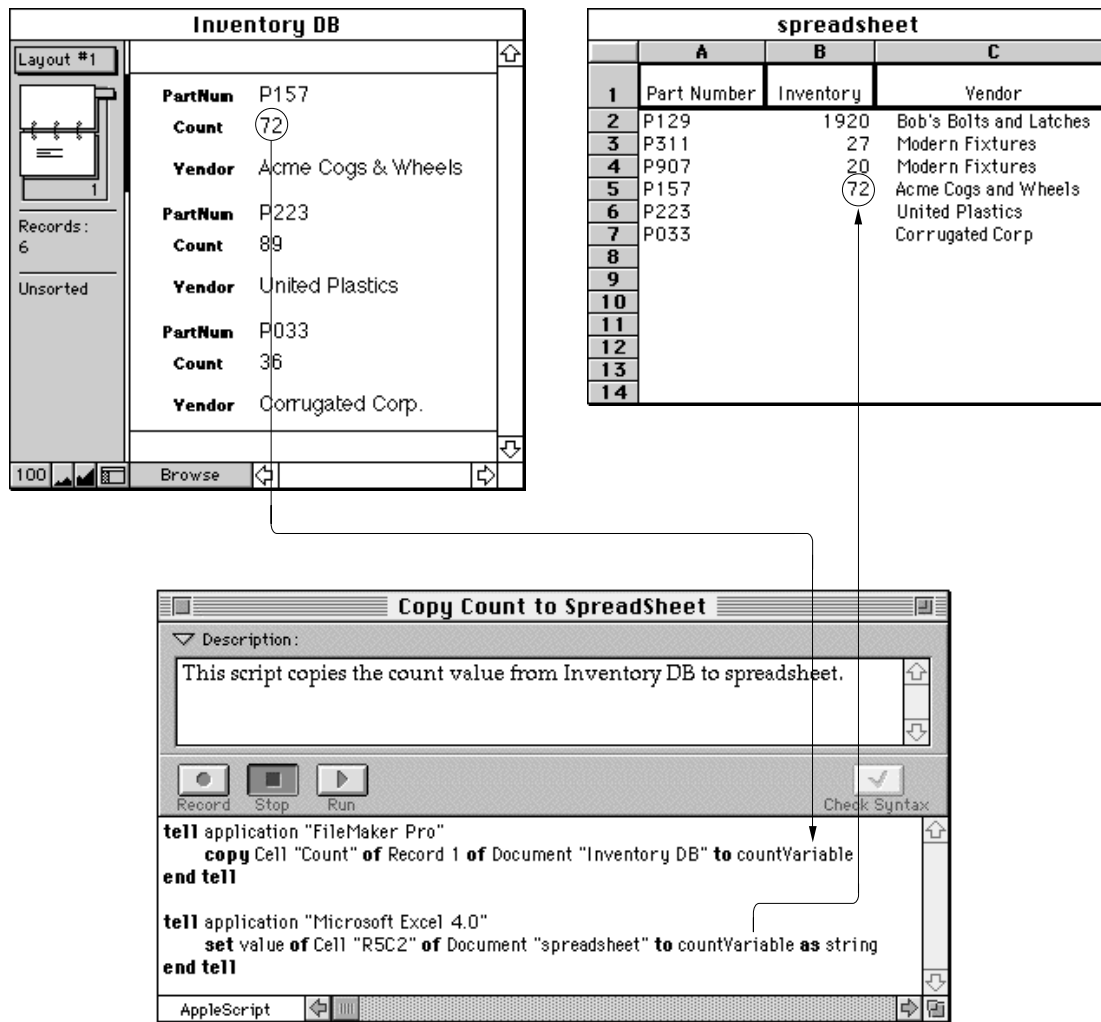 Inventory DB
Layout #1
1
Records:
6
Unsorted
PartNum P157
Count 72
Vendor Acme Cogs & Wheels
PartNum P223
Count 89
Vendor United Plastics
PartNum P033
Count 36
Vendor Corrugated Corp.
100 Browse
spreadsheet
A B C
1 Part Number Inventory Vendor
2 P129 1920 Bob's Bolts and Latches
3 P311 27 Modern Fixtures
4 P907 20 Modern Fixtures
5 P157 72 Acme Cogs and Wheels
6 P223 United Plastics
7 P033 Corrugated Corp
8
9
10
11
12
13
14
Copy Count to SpreadSheet
Description:
This script copies the count value from Inventory DB to spreadsheet.
Record Stop Run Check Syntax
tell application "FileMaker Pro"
copy Cell "Count" of Record 1 of Document "Inventory DB" to countVariable
end tell
tell application "Microsoft Excel 4.0"
set value of Cell "R5C2" of Document "spreadsheet" to countVariable as string
end tell
AppleScript